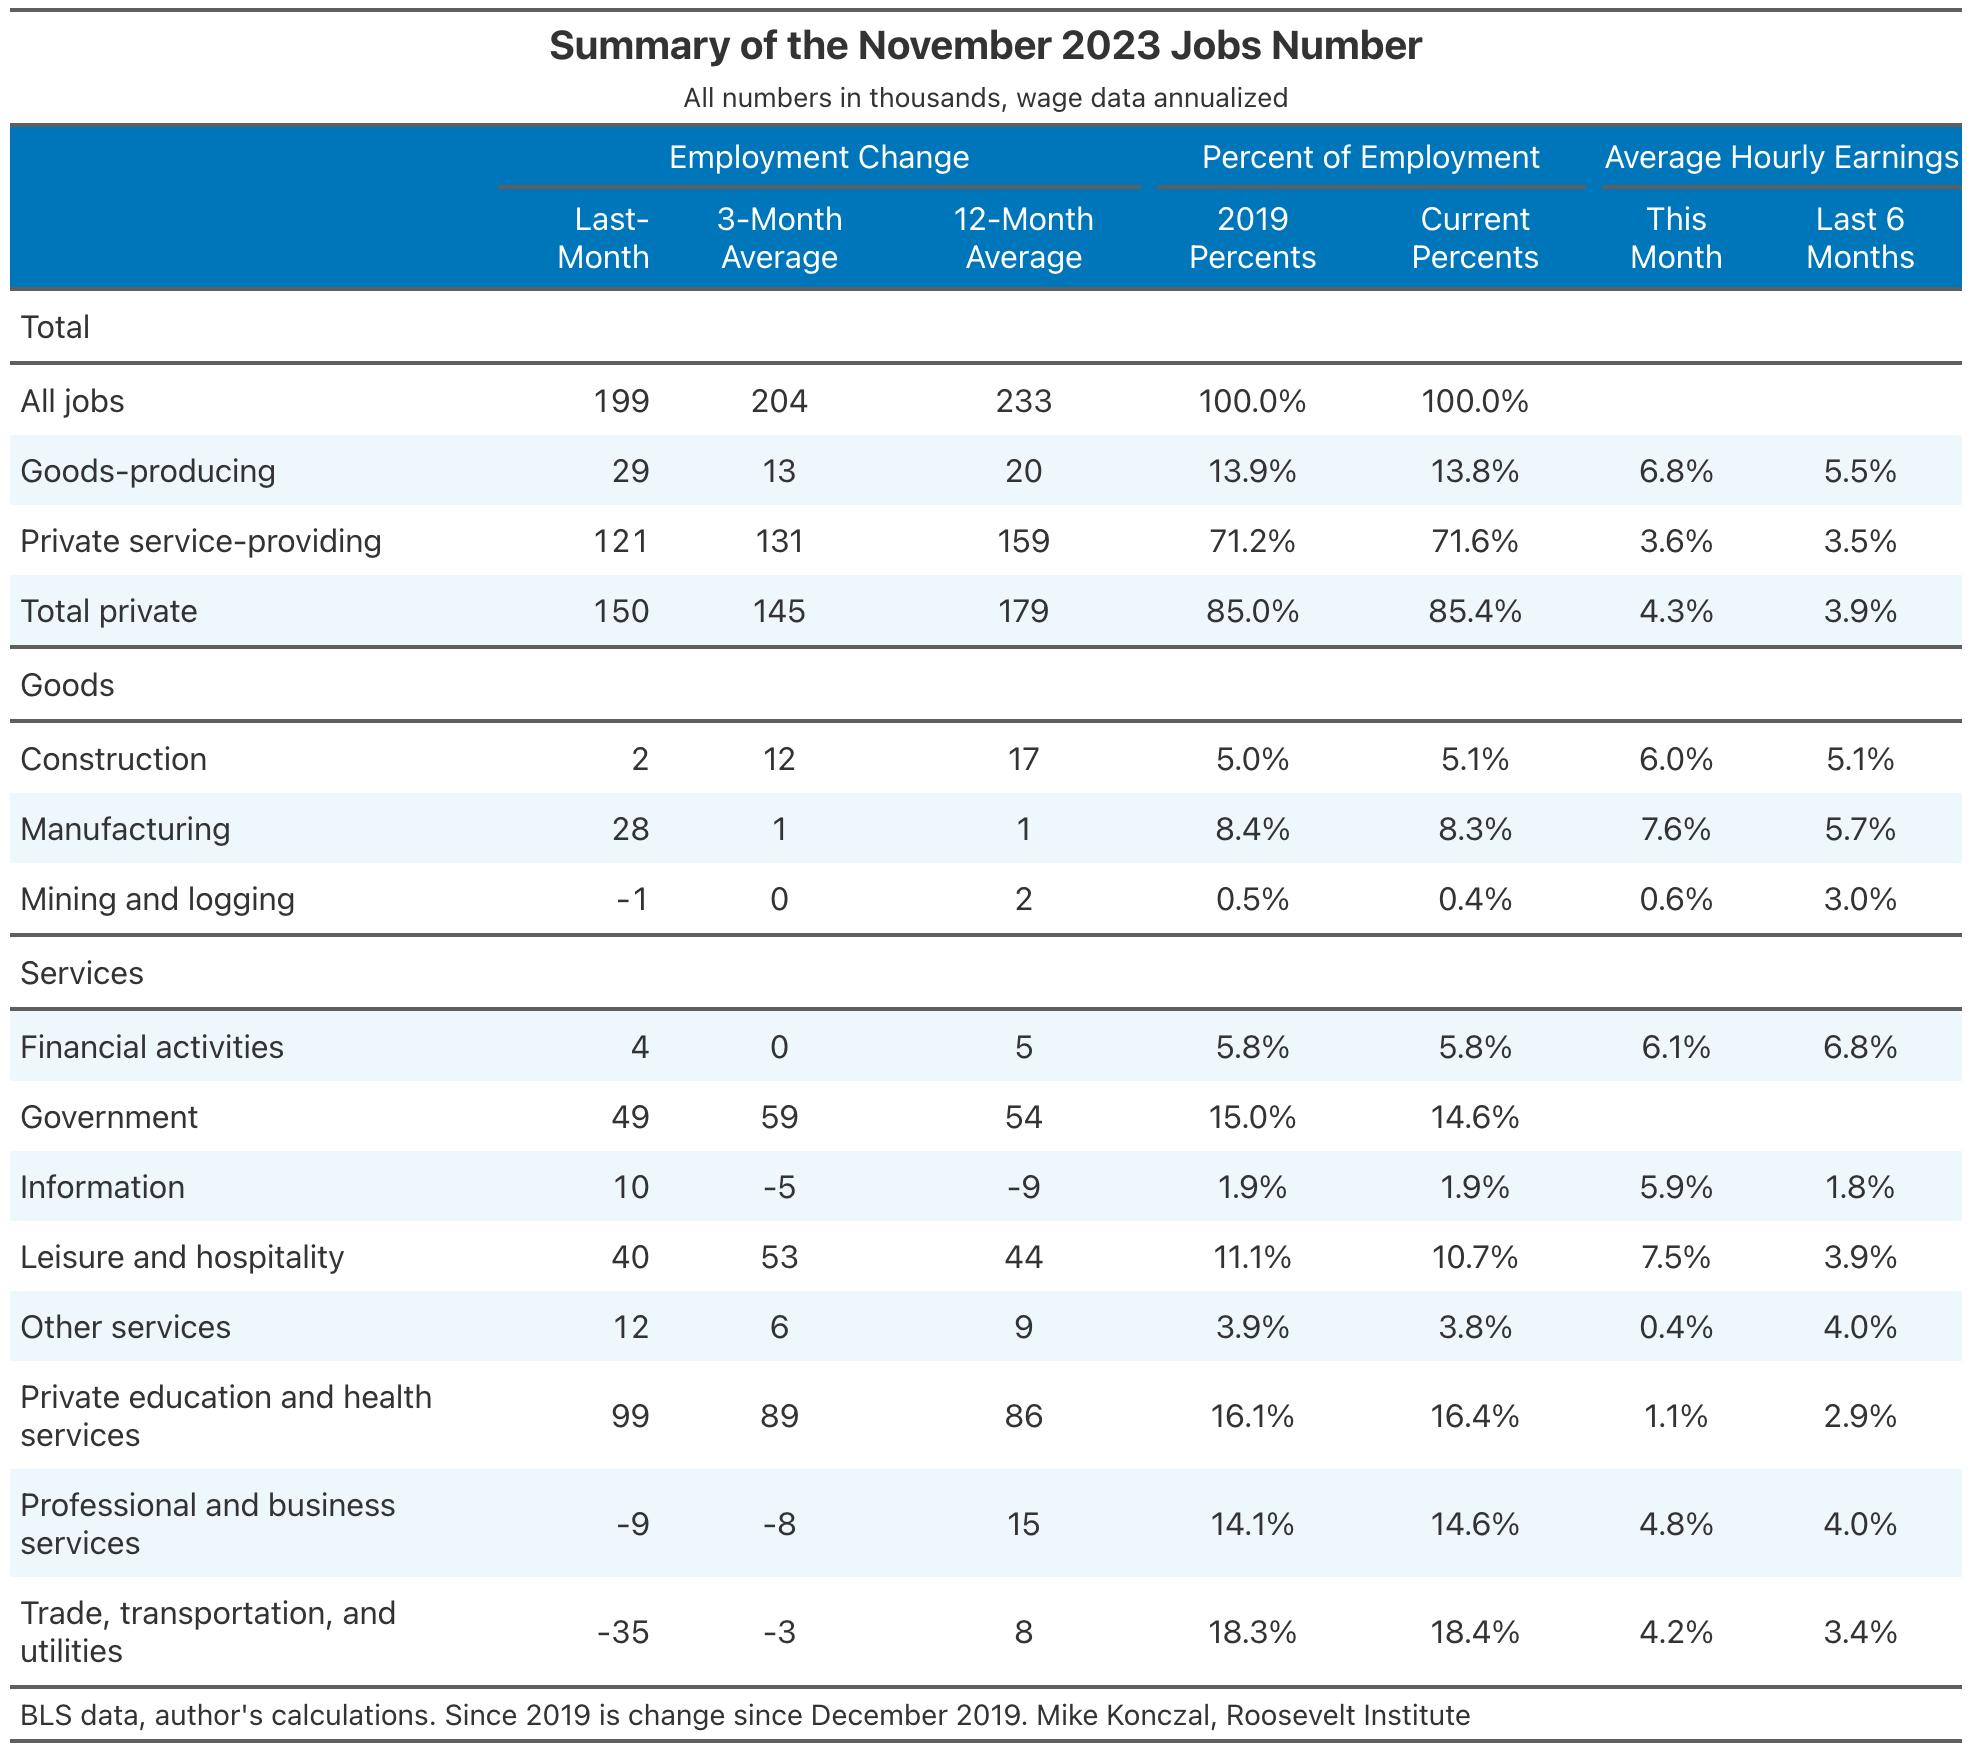 Summary of the November 2023 Jobs Number
All numbers in thousands, wage data annualized
Employment Change Percent of Employment Average Hourly Earnings
Last- 3-Month 12-Month 2019 Current This Last 6
Month Average Average Percents Percents Month Months
Total
All jobs 199 204 233 100.0% 100.0%
Goods-producing 29 13 20 13.9% 13.8% 6.8% 5.5%
Private service-providing 121 131 159 71.2% 71.6% 3.6% 3.5%
Total private 150 145 179 85.0% 85.4% 4.3% 3.9%
Goods
Construction 2 12 17 5.0% 5.1% 6.0% 5.1%
Manufacturing 28 1 1 8.4% 8.3% 7.6% 5.7%
Mining and logging -1 0 2 0.5% 0.4% 0.6% 3.0%
Services
Financial activities 4 0 5 5.8% 5.8% 6.1% 6.8%
Government 49 59 54 15.0% 14.6%
Information 10 -5 -9 1.9% 1.9% 5.9% 1.8%
Leisure and hospitality 40 53 44 11.1% 10.7% 7.5% 3.9%
Other services 12 6 9 3.9% 3.8% 0.4% 4.0%
Private education and health
services 99 89 86 16.1% 16.4% 1.1% 2.9%
Professional and business
services -9 -8 15 14.1% 14.6% 4.8% 4.0%
Trade, transportation, and
utilities -35 -3 8 18.3% 18.4% 4.2% 3.4%
BLS data, author's calculations. Since 2019 is change since December 2019. Mike Konczal, Roosevelt Institute